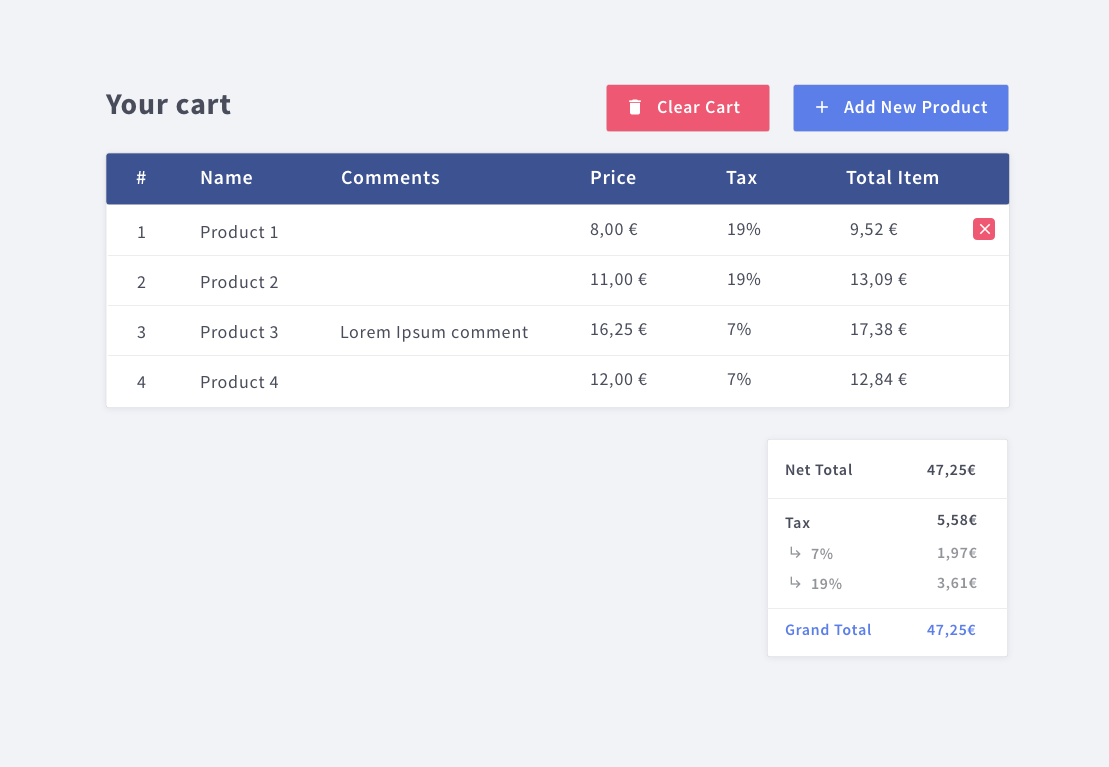 Your cart
Clear Cart
+ Add New Product
# Name Comments Price Tax Total Item
1 Product 1 8,00 € 19% 9,52 €
2 Product 2 11,00 € 19% 13,09 €
3 Product 3 Lorem Ipsum comment 16,25 € 7% 17,38 €
4 Product 4 12,00 € 7% 12,84 €
Net Total 47,25€
Tax 5,58€
↳ 7% 1,97€
↳ 19% 3,61€
Grand Total 47,25€